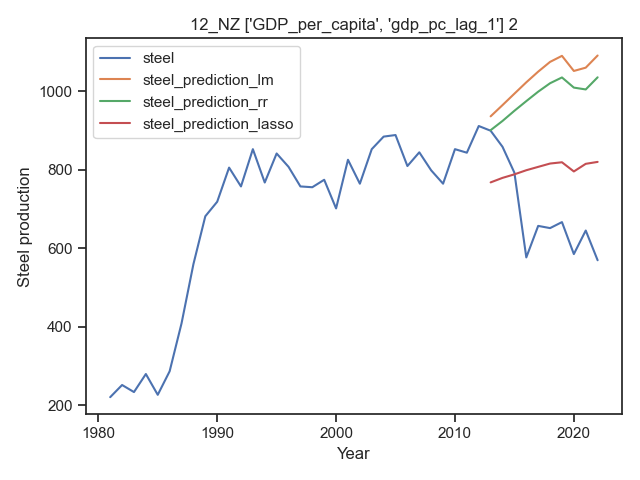 12_NZ ['GDP_per_capita', 'gdp_pc_lag_1'] 2
steel
steel_prediction_lm
steel_prediction_rr
steel_prediction_lasso
Steel production
1000
800
600
400
200
1980
1990
2000
2010
2020
Year